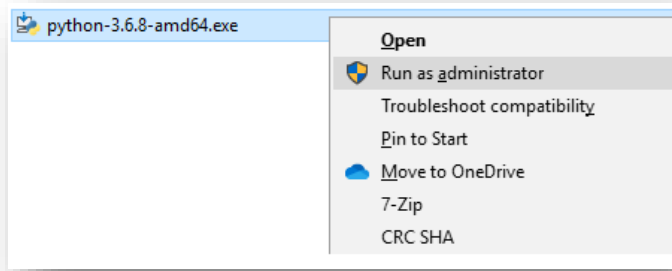 python-3.6.8-amd64.exe
Open
Run as administrator
Troubleshoot compatibility
Pin to Start
Move to OneDrive
7-Zip
CRC SHA